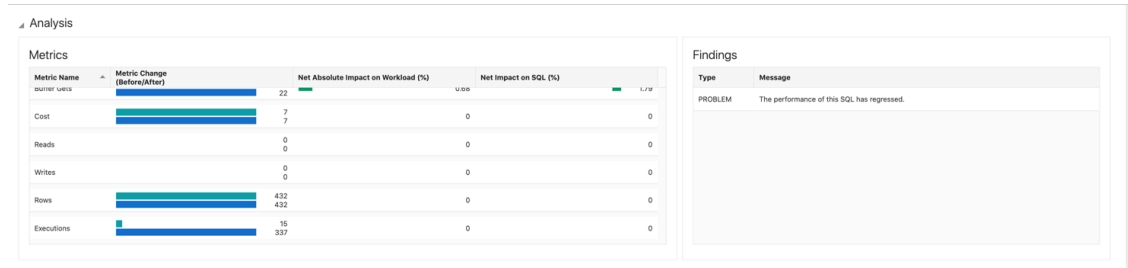 Analysis
Metrics
Metric Name
Metric Change
(Before/After)
Net Absolute Impact on Workload (%)
Net Impact on SQL (%)
Buffer Gets 22 0.68 1.79
Cost 7 0 0
7
Reads 0 0 0
0
Writes 0 0 0
0
Rows 432 0 0
432
Executions 15 0 0
337
Findings
Type Message
PROBLEM The performance of this SQL has regressed.